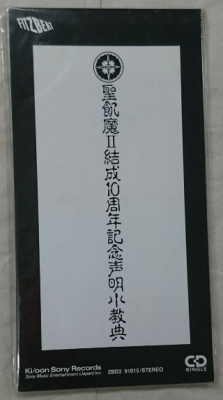 FITZBEAT
聖飢魔II結成10周年記念声明小教典
Ki/oon Sony Records
Sony Music Entertainment (Japan) Inc.
ZBD2 91015/STEREO
CD
SINGLE